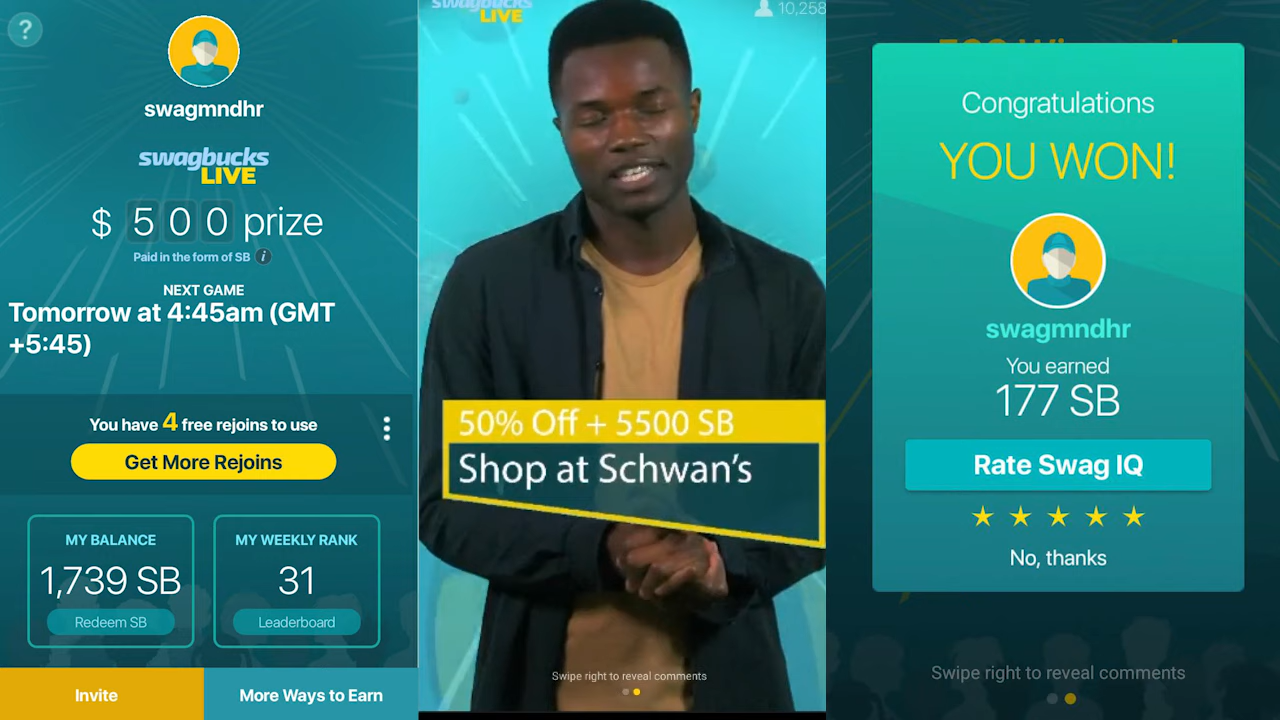 ?
swagmndhr
swagbucks
LIVE
$ 500 prize
Paid in the form of SB i
NEXT GAME
Tomorrow at 4:45am (GMT
+5:45)
You have 4 free rejoins to use
Get More Rejoins
MY BALANCE
1,739 SB
Redeem SB
MY WEEKLY RANK
31
Leaderboard
Invite
More Ways to Earn
swagbucks
LIVE
10,258
50% Off + 5500 SB
Shop at Schwan's
Swipe right to reveal comments
Congratulations
YOU WON!
swagmndhr
You earned
177 SB
Rate Swag IQ
No, thanks
Swipe right to reveal comments